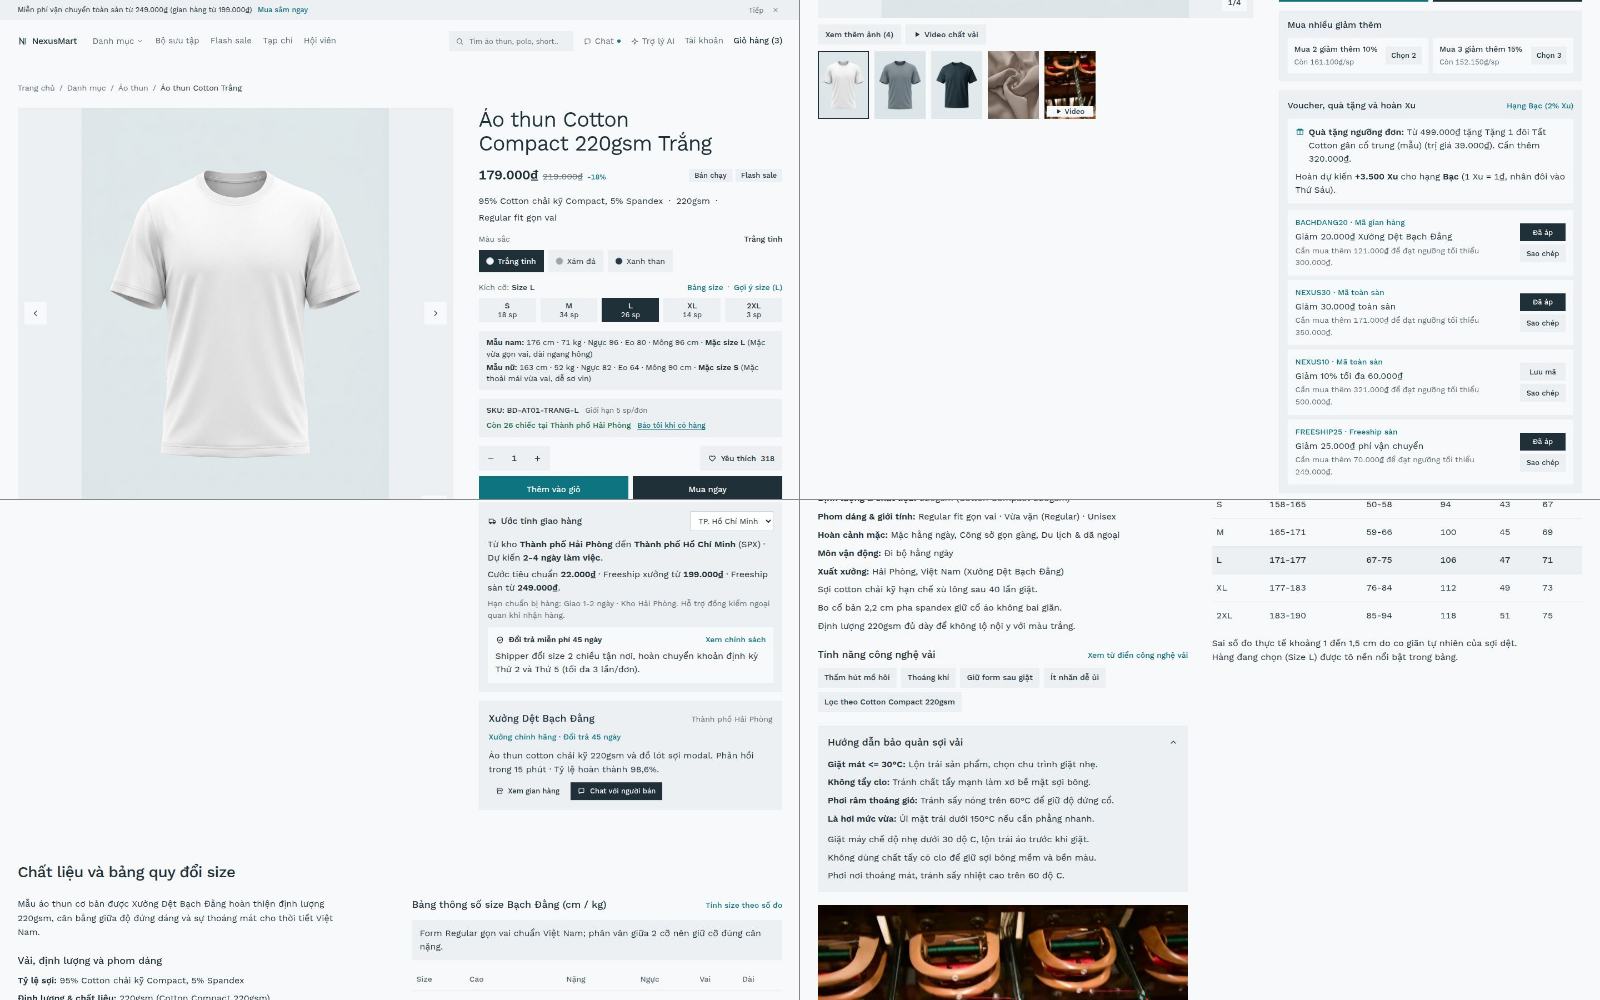 Miễn phí vận chuyển toàn sàn từ 249.000₫ (gian hàng từ 199.000₫) Mua sắm ngay
Tiếp ×
NexusMart
Danh mục
Bộ sưu tập
Flash sale
Tạp chí
Hội viên
Tìm áo thun, polo, short..
Chat
Trợ lý AI
Tài khoản
Giỏ hàng (3)
Trang chủ / Danh mục / Áo thun / Áo thun Cotton Trắng
Áo thun Cotton
Compact 220gsm Trắng
179.000₫ 219.000₫ -18%
Bán chạy
Flash sale
95% Cotton chải kỹ Compact, 5% Spandex · 220gsm ·
Regular fit gọn vai
Màu sắc
Trắng tinh
Trắng tinh
Xám đá
Xanh than
Kích cỡ: Size L
Bảng size · Gợi ý size (L)
S
18 sp
M
34 sp
L
26 sp
XL
14 sp
2XL
3 sp
Mẫu nam: 176 cm · 71 kg · Ngực 96 · Eo 80 · Mông 96 cm · Mặc size L (Mặc
vừa gọn vai, dài ngang hông)
Mẫu nữ: 163 cm · 52 kg · Ngực 82 · Eo 64 · Mông 90 cm · Mặc size S (Mặc
thoải mái vừa vai, dễ sơ vin)
SKU: BD-AT01-TRANG-L Giới hạn 5 sp/đơn
Còn 26 chiếc tại Thành phố Hải Phòng Báo tôi khi có hàng
− 1 +
Yêu thích 318
Thêm vào giỏ
Mua ngay
1/4
Xem thêm ảnh (4)
Video chất vải
Video
Mua nhiều giảm thêm
Mua 2 giảm thêm 10%
Còn 161.100₫/sp
Chọn 2
Mua 3 giảm thêm 15%
Còn 152.150₫/sp
Chọn 3
Voucher, quà tặng và hoàn Xu
Hạng Bạc (2% Xu)
Quà tặng ngưỡng đơn: Từ 499.000₫ tặng Tặng 1 đôi Tất
Cotton gân cổ trung (mẫu) (trị giá 39.000₫). Cần thêm
320.000₫.
Hoàn dự kiến +3.500 Xu cho hạng Bạc (1 Xu = 1₫, nhân đôi vào
Thứ Sáu).
BACHDANG20 · Mã gian hàng
Giảm 20.000₫ Xưởng Dệt Bạch Đằng
Cần mua thêm 121.000₫ để đạt ngưỡng tối thiểu
300.000₫.
Đã áp
Sao chép
NEXUS30 · Mã toàn sàn
Giảm 30.000₫ toàn sàn
Cần mua thêm 171.000₫ để đạt ngưỡng tối thiểu
350.000₫.
Đã áp
Sao chép
NEXUS10 · Mã toàn sàn
Giảm 10% tối đa 60.000₫
Cần mua thêm 321.000₫ để đạt ngưỡng tối thiểu
500.000₫.
Lưu mã
Sao chép
FREESHIP25 · Freeship sàn
Giảm 25.000₫ phí vận chuyển
Cần mua thêm 70.000₫ để đạt ngưỡng tối thiểu
249.000₫.
Đã áp
Sao chép
Ước tính giao hàng
TP. Hồ Chí Minh
Từ kho Thành phố Hải Phòng đến Thành phố Hồ Chí Minh (SPX) ·
Dự kiến 2-4 ngày làm việc.
Cước tiêu chuẩn 22.000₫ · Freeship xưởng từ 199.000₫ · Freeship
sàn từ 249.000₫.
Hạn chuẩn bị hàng: Giao 1-2 ngày · Kho Hải Phòng. Hỗ trợ đồng kiểm ngoại
quan khi nhận hàng.
Đổi trả miễn phí 45 ngày
Xem chính sách
Shipper đổi size 2 chiều tận nơi, hoàn chuyển khoản định kỳ
Thứ 2 và Thứ 5 (tối đa 3 lần/đơn).
Xưởng Dệt Bạch Đằng
Thành phố Hải Phòng
Xưởng chính hãng · Đổi trả 45 ngày
Áo thun cotton chải kỹ 220gsm và đồ lót sợi modal. Phản hồi
trong 15 phút · Tỷ lệ hoàn thành 98,6%.
Xem gian hàng
Chat với người bán
Chất liệu và bảng quy đổi size
Mẫu áo thun cơ bản được Xưởng Dệt Bạch Đằng hoàn thiện định lượng
220gsm, cân bằng giữa độ đứng dáng và sự thoáng mát cho thời tiết Việt
Nam.
Vải, định lượng và phom dáng
Tỷ lệ sợi: 95% Cotton chải kỹ Compact, 5% Spandex
Định lượng & chất liệu: 220gsm (Cotton Compact 220gsm)
Bảng thông số size Bạch Đằng (cm / kg)
Tính size theo số đo
Form Regular gọn vai chuẩn Việt Nam; phân vân giữa 2 cỡ nên giữ cỡ đúng cân
nặng.
Size Cao Nặng Ngực Vai Dài
Định lượng & chất liệu: 220gsm (Cotton Compact 220gsm)
Phom dáng & giới tính: Regular fit gọn vai · Vừa vặn (Regular) · Unisex
Hoàn cảnh mặc: Mặc hằng ngày, Công sở gọn gàng, Du lịch & dã ngoại
Môn vận động: Đi bộ hằng ngày
Xuất xưởng: Hải Phòng, Việt Nam (Xưởng Dệt Bạch Đằng)
Sợi cotton chải kỹ hạn chế xù lông sau 40 lần giặt.
Bo cổ bản 2,2 cm pha spandex giữ cổ áo không bai giãn.
Định lượng 220gsm đủ dày để không lộ nội y với màu trắng.
Tính năng công nghệ vải
Xem từ điển công nghệ vải
Thấm hút mồ hôi
Thoáng khí
Giữ form sau giặt
Ít nhăn dễ ủi
Lọc theo Cotton Compact 220gsm
Hướng dẫn bảo quản sợi vải
Giặt mát <= 30°C: Lộn trái sản phẩm, chọn chu trình giặt nhẹ.
Không tẩy clo: Tránh chất tẩy mạnh làm xơ bề mặt sợi bông.
Phơi râm thoáng gió: Tránh sấy nóng trên 60°C để giữ độ đứng cổ.
Là hơi mức vừa: Ủi mặt trái dưới 150°C nếu cần phẳng nhanh.
Giặt máy chế độ nhẹ dưới 30 độ C, lộn trái áo trước khi giặt.
Không dùng chất tẩy có clo để giữ sợi bông mềm và bền màu.
Phơi nơi thoáng mát, tránh sấy nhiệt cao trên 60 độ C.
S 158-165 50-58 94 43 67
M 165-171 59-66 100 45 69
L 171-177 67-75 106 47 71
XL 177-183 76-84 112 49 73
2XL 183-190 85-94 118 51 75
Sai số đo thực tế khoảng 1 đến 1,5 cm do co giãn tự nhiên của sợi dệt.
Hàng đang chọn (Size L) được tô nền nổi bật trong bảng.